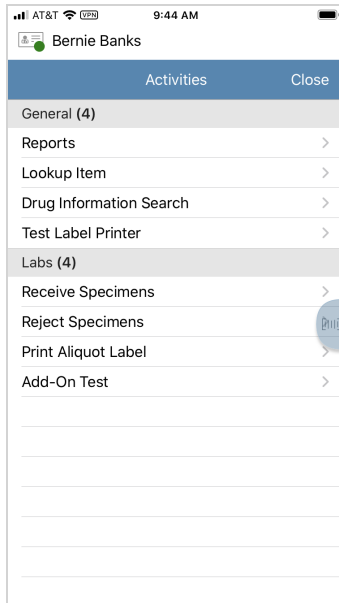 AT&T VPN 9:44 AM
Bernie Banks
Activities Close
General (4)
Reports
Lookup Item
Drug Information Search
Test Label Printer
Labs (4)
Receive Specimens
Reject Specimens
Print Aliquot Label
Add-On Test